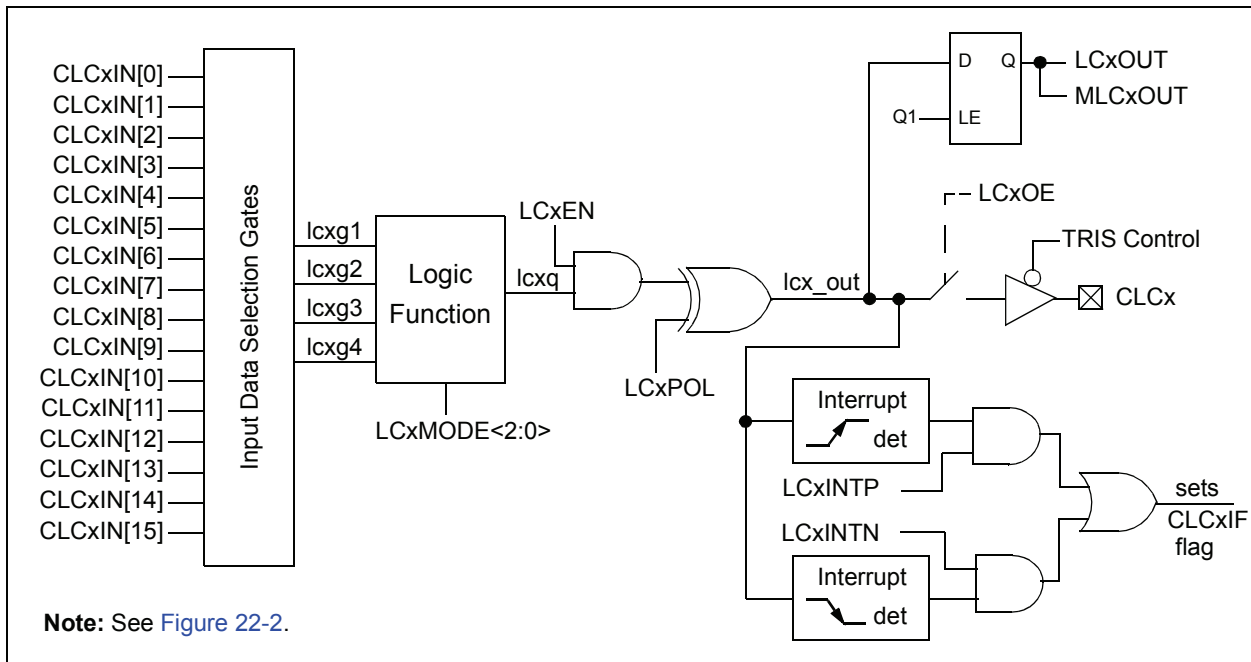 CLCxIN[0]
CLCxIN[1]
CLCxIN[2]
CLCxIN[3]
CLCxIN[4]
CLCxIN[5]
CLCxIN[6]
CLCxIN[7]
CLCxIN[8]
CLCxIN[9]
CLCxIN[10]
CLCxIN[11]
CLCxIN[12]
CLCxIN[13]
CLCxIN[14]
CLCxIN[15]
Input Data Selection Gates
lcxg1
lcxg2
lcxg3
lcxg4
Logic
Function
LCxMODE<2:0>
LCxEN
lcxq
LCxPOL
lcx_out
D
Q
Q1
LE
LCxOUT
MLCxOUT
LCxOE
TRIS Control
CLCx
Interrupt
det
LCxINTP
LCxINTN
Interrupt
det
sets
CLCxIF
flag
Note: See Figure 22-2.